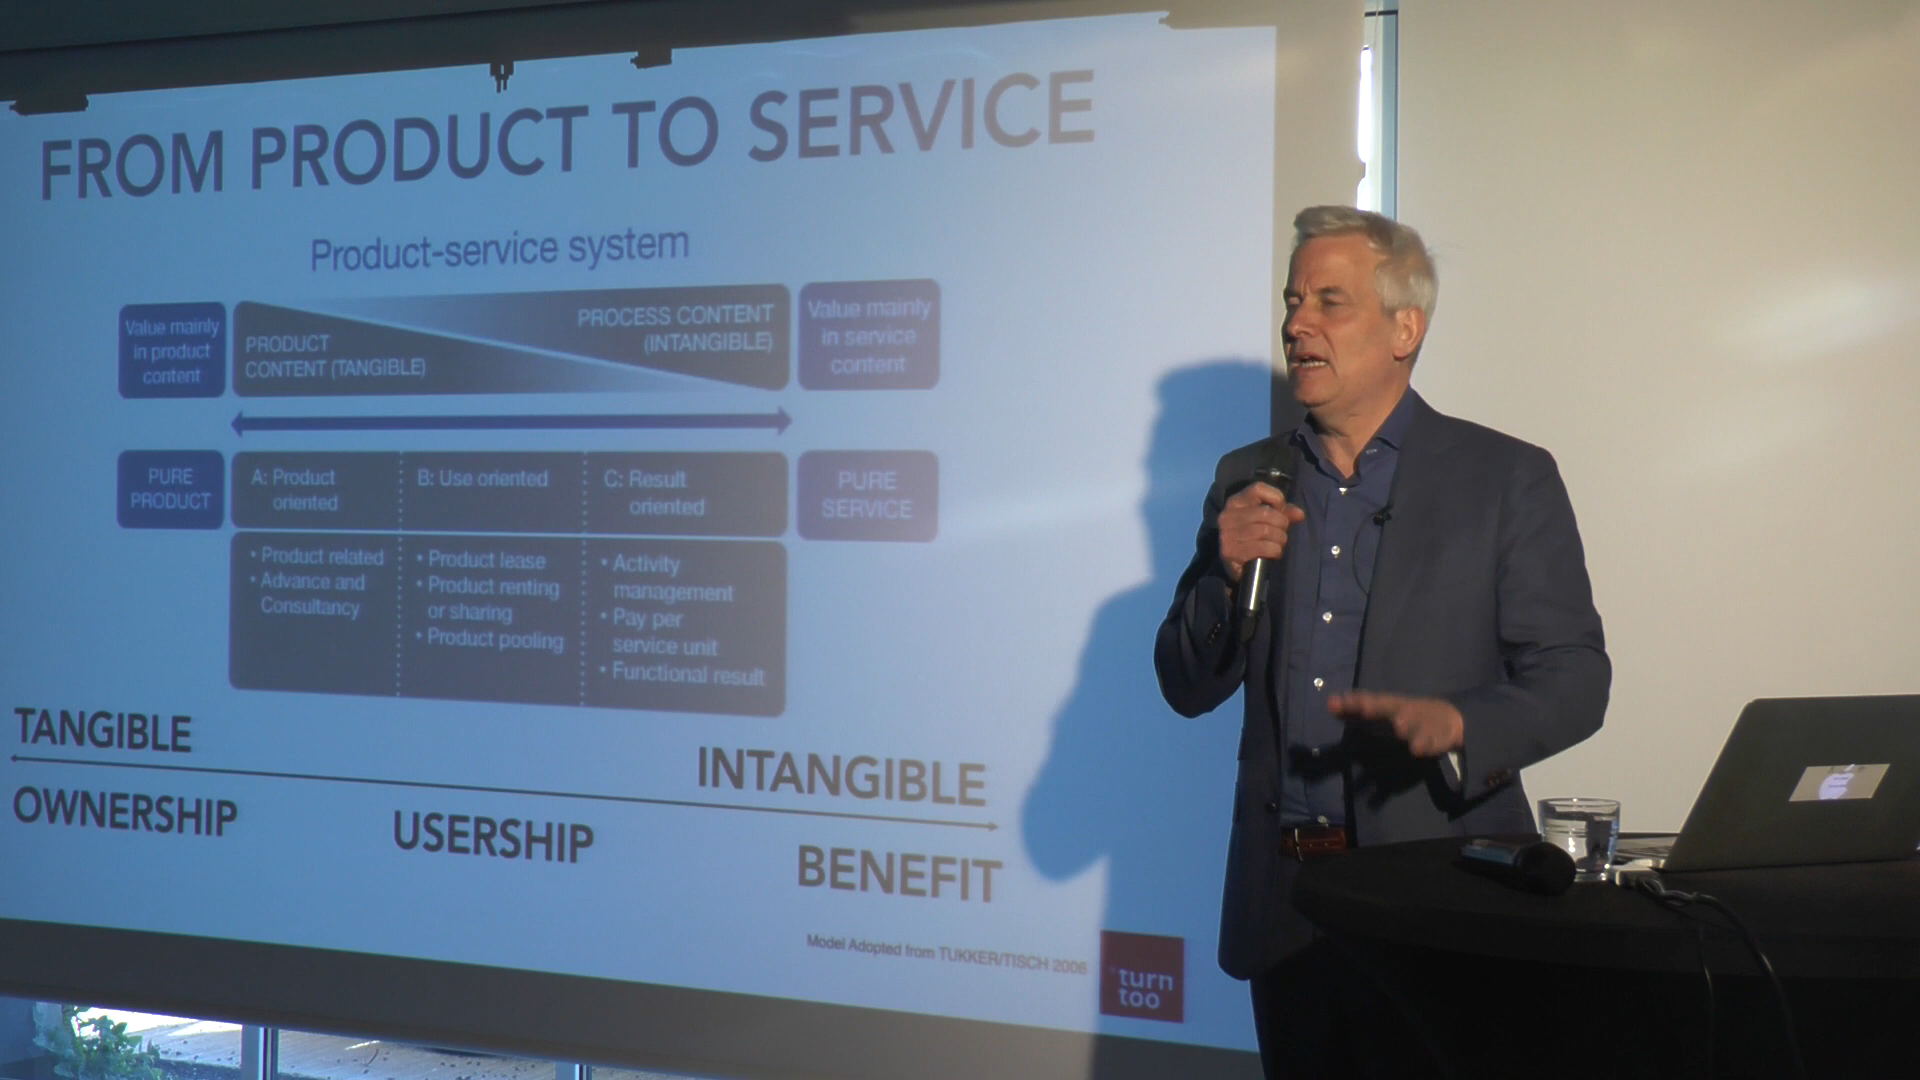 FROM PRODUCT TO SERVICE
Product-service system
Value mainly
in product
content
PRODUCT
CONTENT (TANGIBLE)
PROCESS CONTENT
(INTANGIBLE)
Value mainly
in service
content
PURE
PRODUCT
A: Product
oriented
B: Use oriented
C: Result
oriented
PURE
SERVICE
• Product related
• Advance and
Consultancy
• Product lease
• Product renting
or sharing
• Product pooling
• Activity
management
• Pay per
service unit
• Functional result
TANGIBLE
INTANGIBLE
OWNERSHIP
USERSHIP
BENEFIT
Model Adopted from TUKKER/TISCH 2006
turn
too